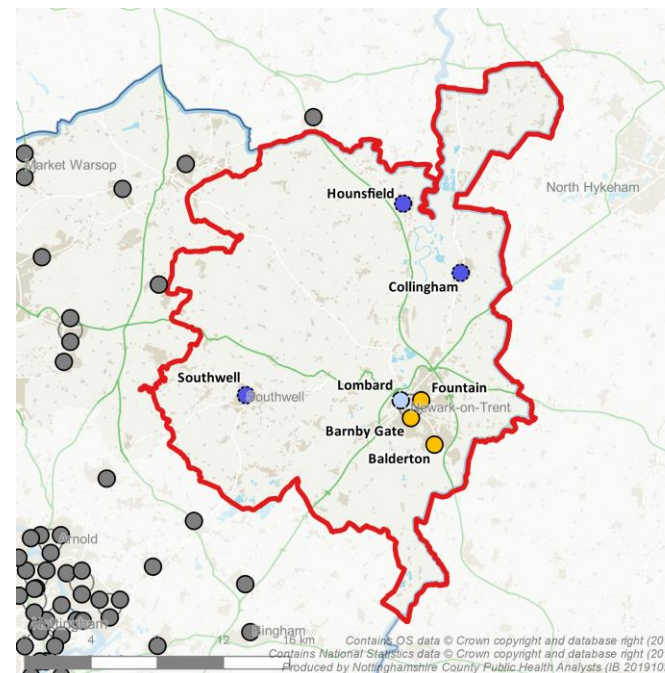 Market Warsop
Hounsfield
North Hykeham
Collingham
Southwell
Southwell
Lombard
Fountain
Newark-on-Trent
Barnby Gate
Balderton
Arnold
Nottingham
Bingham
4
12
16 km
Contains OS data © Crown copyright and database right (20
Contains National Statistics data © Crown copyright and database right (20
Produced by Nottinghamshire County Public Health Analysts (IB 201910